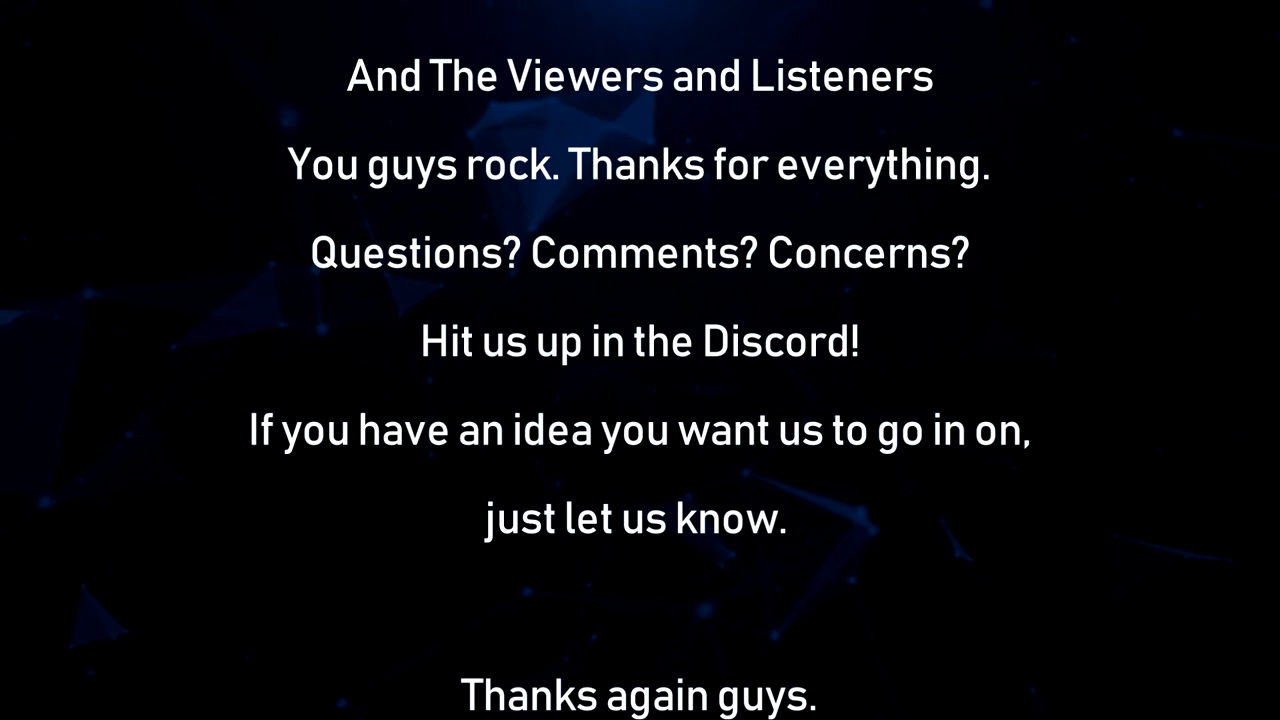 And The Viewers and Listeners
You guys rock. Thanks for everything.
Questions? Comments? Concerns?
Hit us up in the Discord!
If you have an idea you want us to go in on,
just let us know.
Thanks again guys.